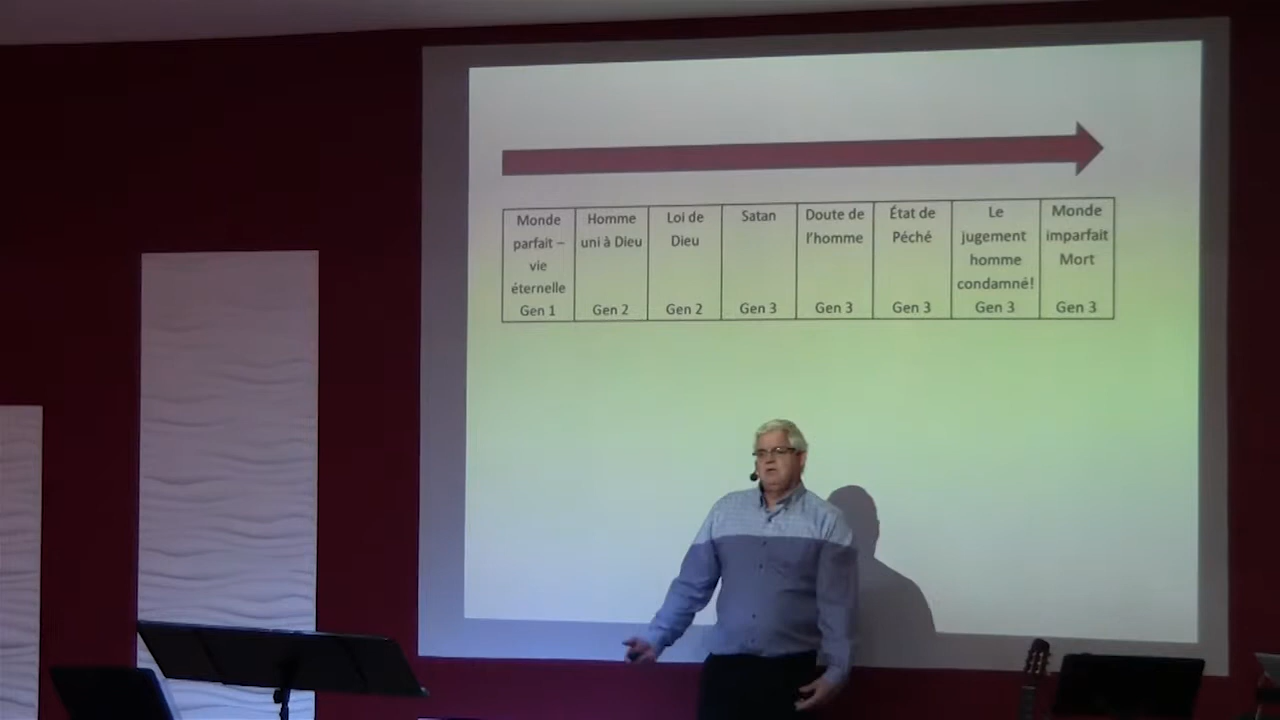 Monde
parfait –
vie
éternelle
Gen 1
Homme
uni à Dieu
Gen 2
Loi de
Dieu
Gen 2
Satan
Gen 3
Doute de
l'homme
Gen 3
État de
Péché
Gen 3
Le
jugement
homme
condamné!
Gen 3
Monde
imparfait
Mort
Gen 3